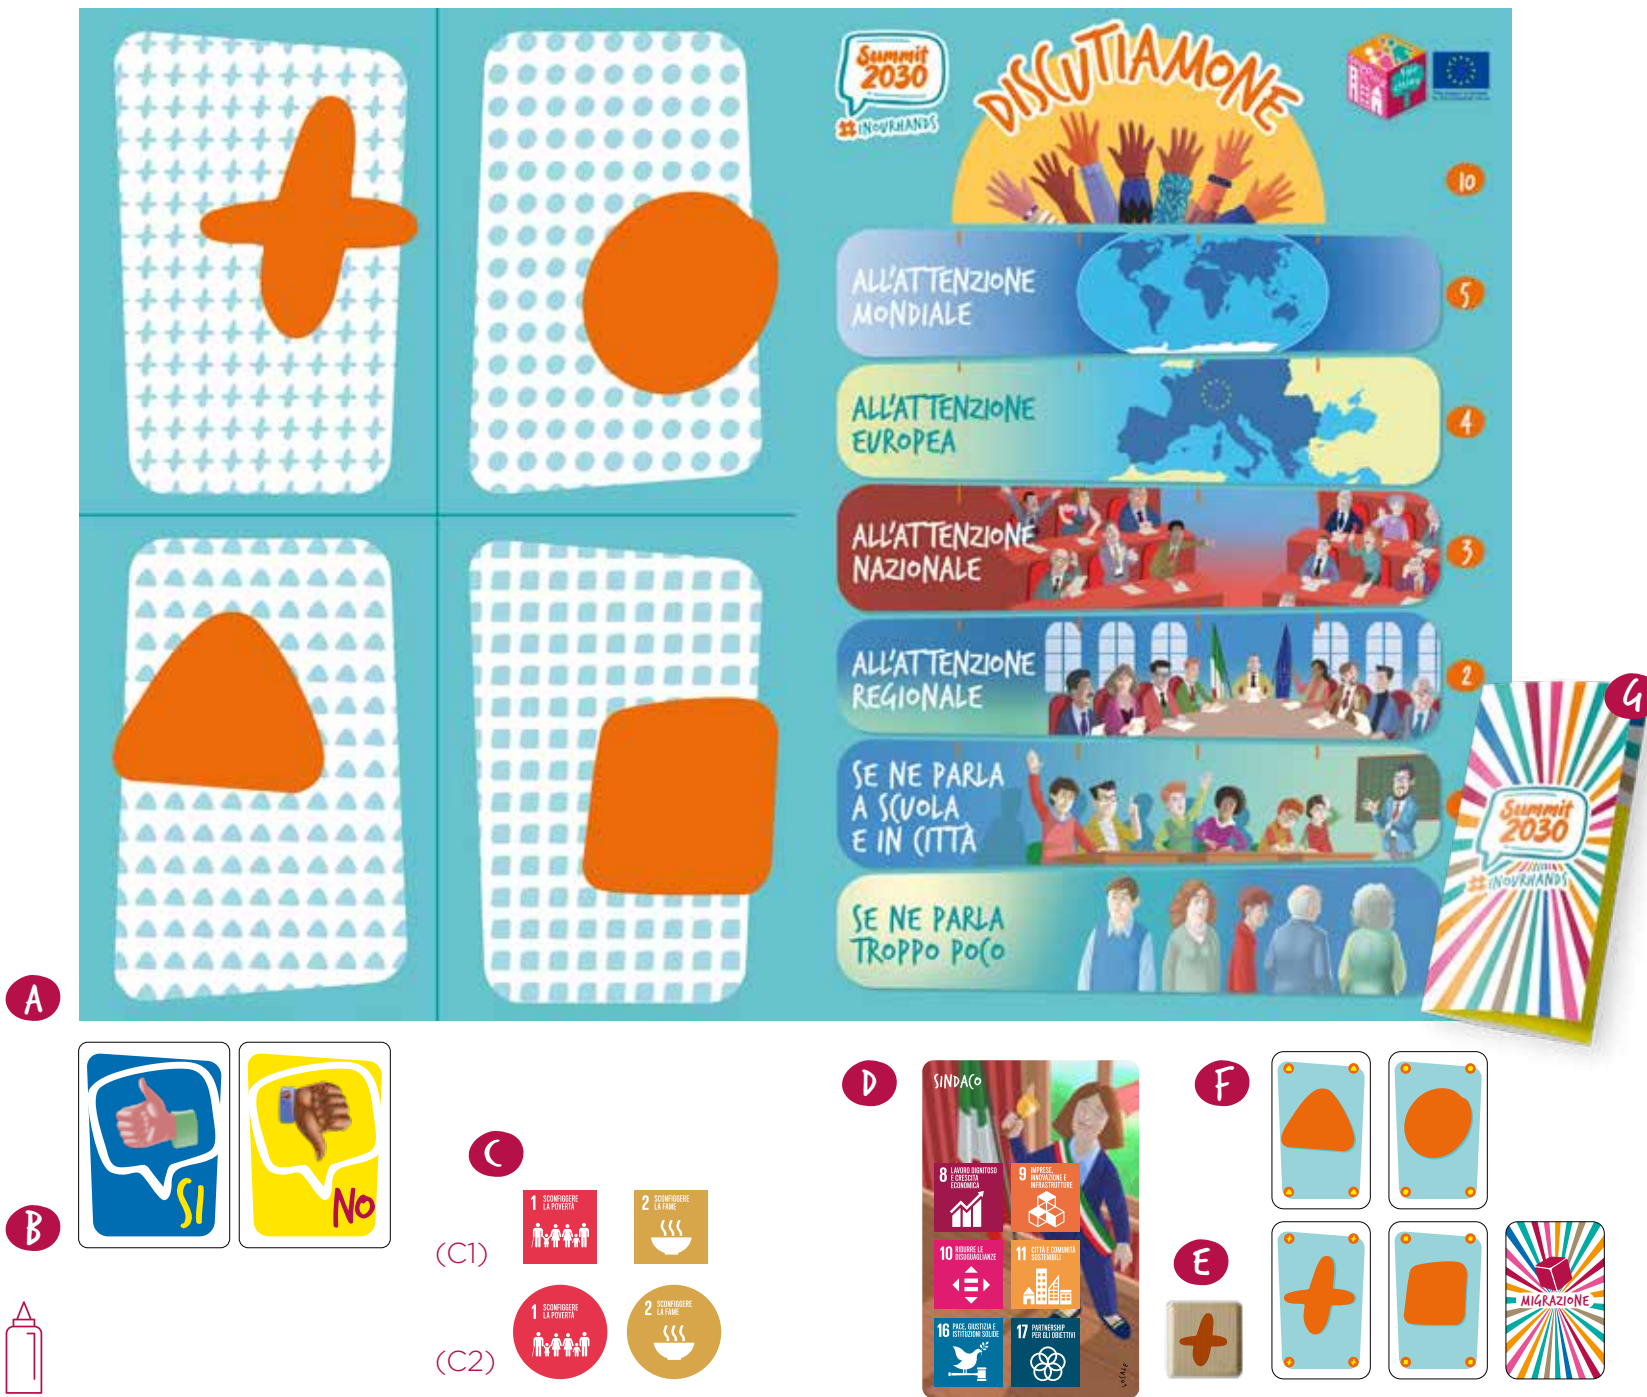 Summit
2030
#INOURHANDS
DISCUTIAMONE
10
ALL'ATTENZIONE
MONDIALE
5
ALL'ATTENZIONE
EUROPEA
4
ALL'ATTENZIONE
NAZIONALE
3
ALL'ATTENZIONE
REGIONALE
2
SE NE PARLA
A SCUOLA
E IN CITTÀ
SE NE PARLA
TROPPO POCO
G
Summit
2030
#INOURHANDS
A
B
SI
NO
C
(C1)
1 SCONFIGGERE
LA POVERTÀ
2 SCONFIGGERE
LA FAME
(C2)
1 SCONFIGGERE
LA POVERTÀ
2 SCONFIGGERE
LA FAME
D
SINDACO
8 LAVORO DIGNITOSO
E CRESCITA
ECONOMICA
9 IMPRESE,
INNOVAZIONE E
INFRASTRUTTURE
10 RIDURRE LE
DISUGUAGLIANZE
11 CITTÀ E COMUNITÀ
SOSTENIBILI
16 PACE, GIUSTIZIA E
ISTITUZIONI SOLIDE
17 PARTNERSHIP
PER GLI OBIETTIVI
LOCALE
E
F
MIGRAZIONE